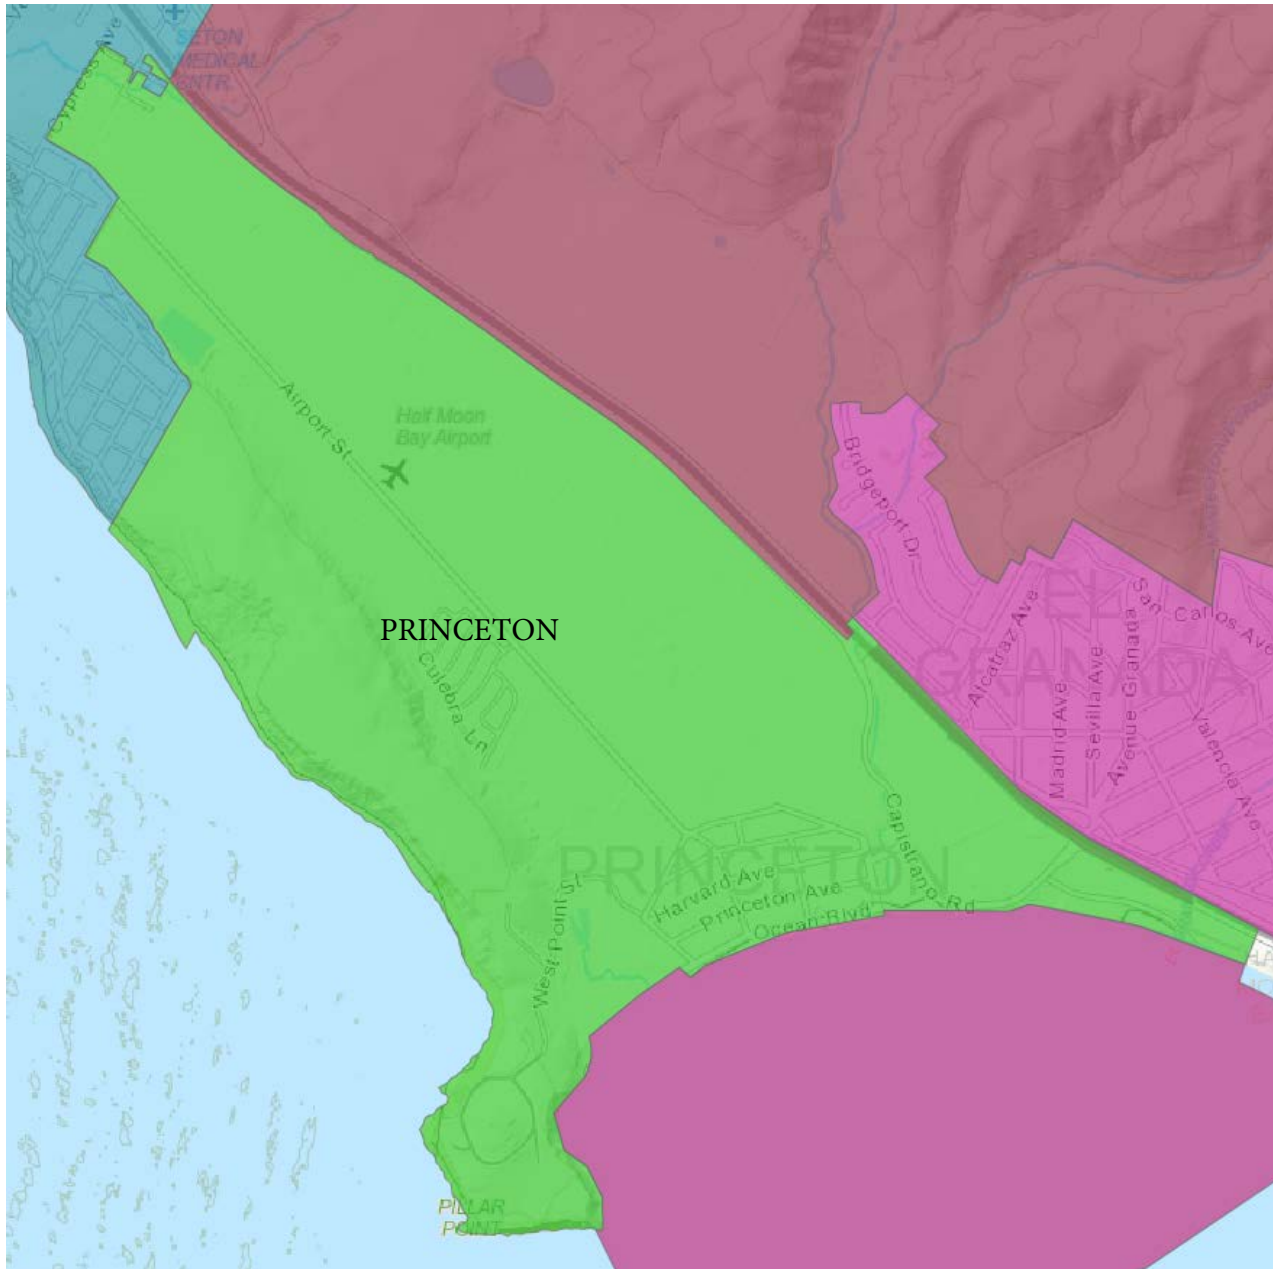 Cypress Ave
SETON
MEDICAL
CNTR
Airport St
Half Moon
Bay Airport
Bridgeport Dr
PRINCETON
Culebra Ln
EL
GRANADA
San Carlos Ave
Alcatraz Ave
Madrid Ave
Sevilla Ave
Avenue Granada
Valencia Ave
Capistrano Rd
PRINCETON
Harvard Ave
Princeton Ave
Ocean Blvd
West Point St
PILLAR
POINT